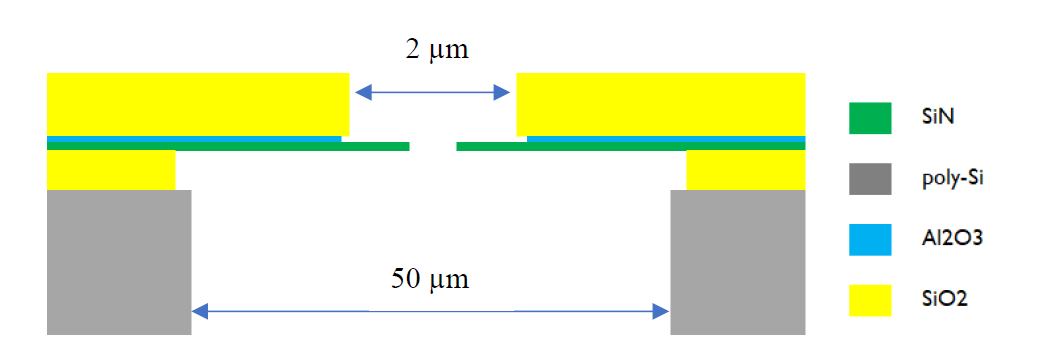 2 µm
SiN
poly-Si
Al2O3
SiO2
50 µm